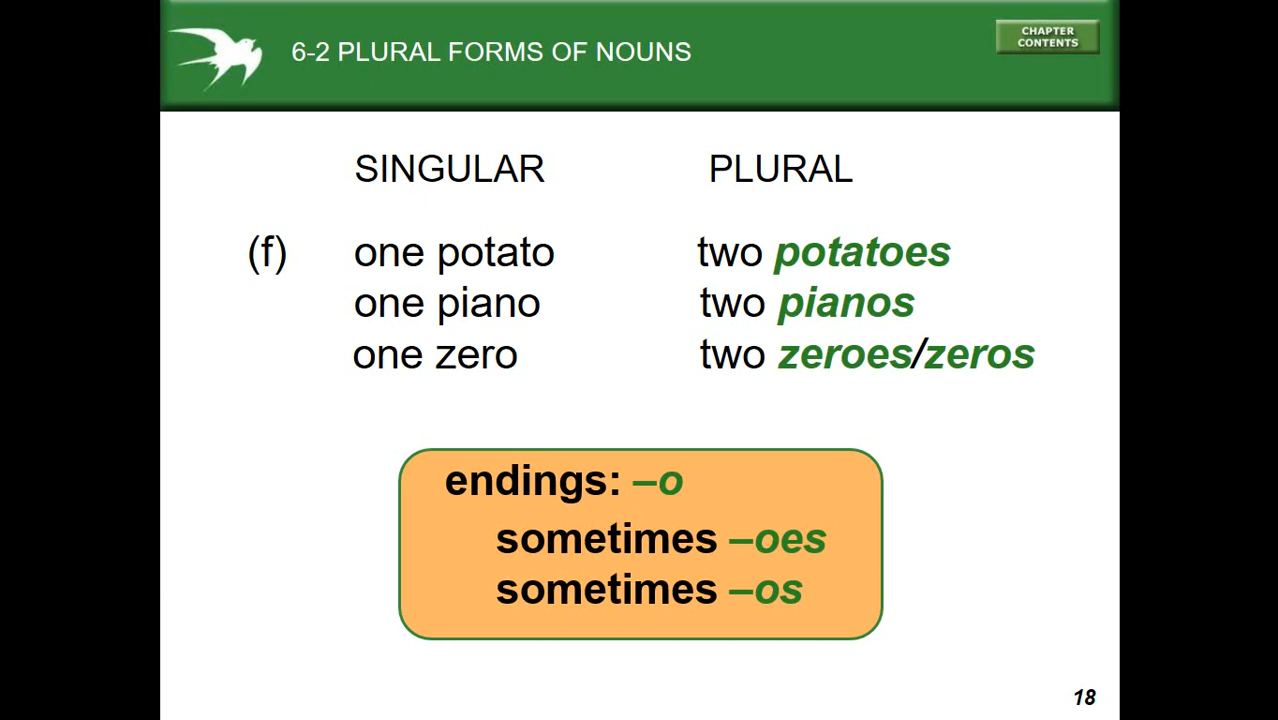 6-2 PLURAL FORMS OF NOUNS
CHAPTER
CONTENTS
SINGULAR PLURAL
(f) one potato two potatoes
one piano two pianos
one zero two zeroes/zeros
endings: –o
sometimes –oes
sometimes –os
18